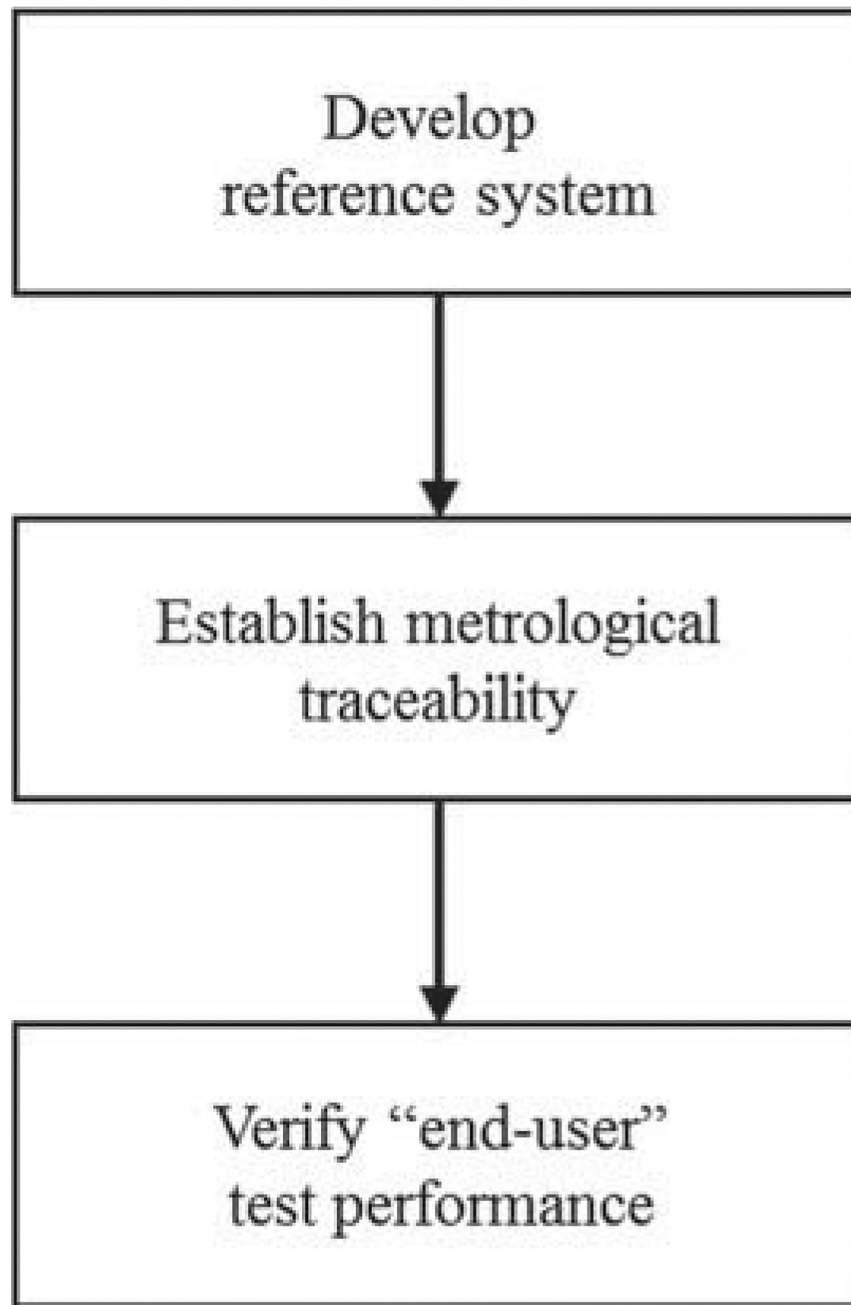 Develop
reference system
Establish metrological
traceability
Verify “end-user”
test performance